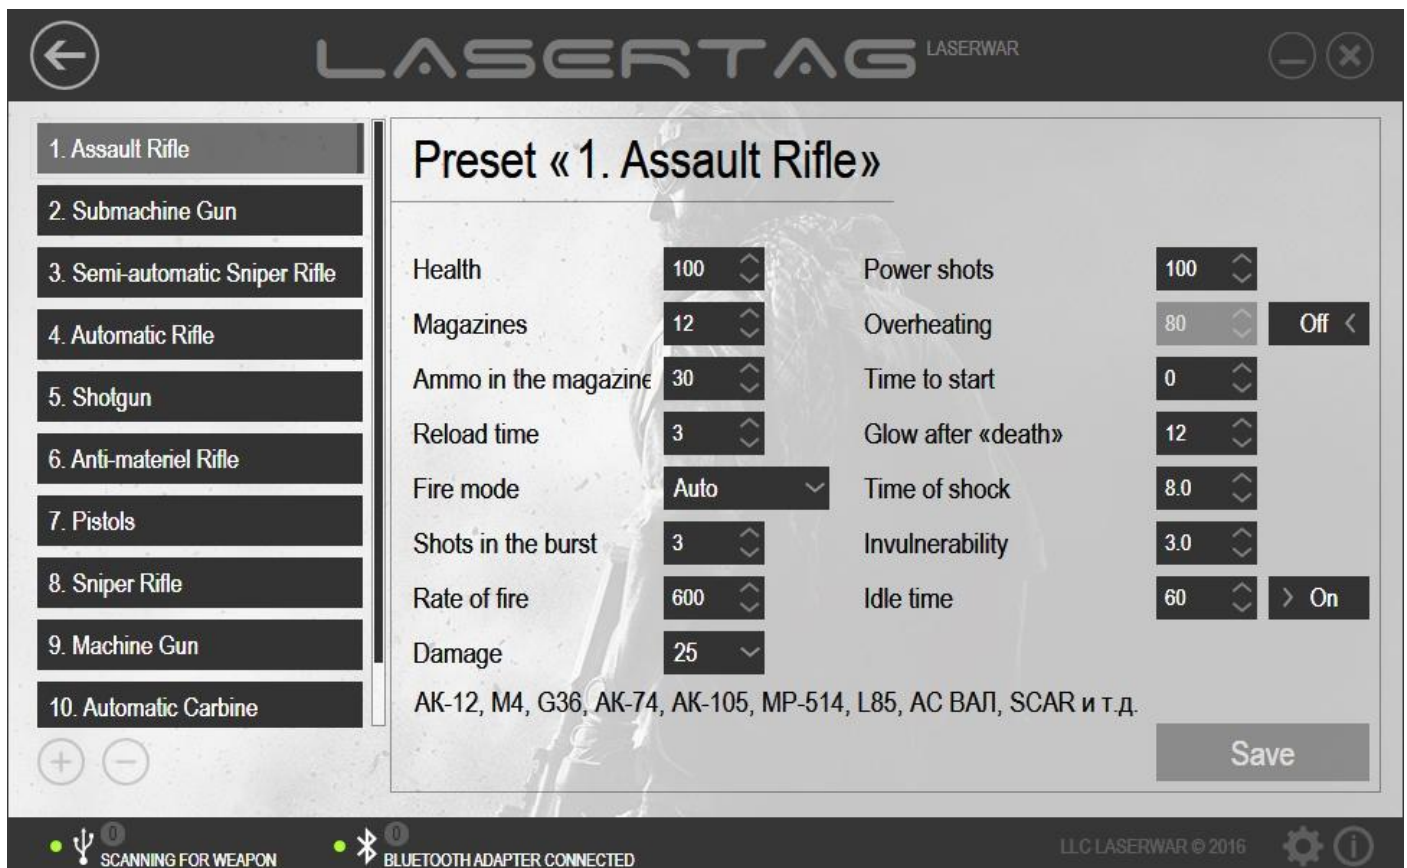 LASERTAG LASERWAR
1. Assault Rifle
2. Submachine Gun
3. Semi-automatic Sniper Rifle
4. Automatic Rifle
5. Shotgun
6. Anti-materiel Rifle
7. Pistols
8. Sniper Rifle
9. Machine Gun
10. Automatic Carbine
Preset «1. Assault Rifle»
Health 100
Magazines 12
Ammo in the magazine 30
Reload time 3
Fire mode Auto
Shots in the burst 3
Rate of fire 600
Damage 25
Power shots 100
Overheating 80 Off
Time to start 0
Glow after «death» 12
Time of shock 8.0
Invulnerability 3.0
Idle time 60 On
АК-12, М4, G36, АК-74, АК-105, МР-514, L85, АС ВАЛ, SCAR и т.д.
Save
0
SCANNING FOR WEAPON
0
BLUETOOTH ADAPTER CONNECTED
LLC LASERWAR © 2016